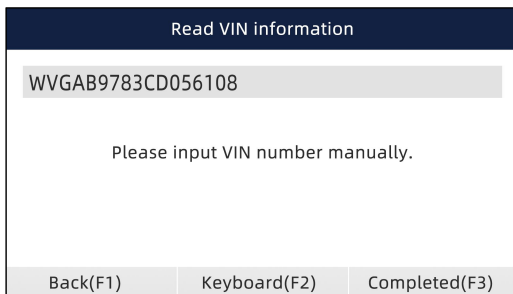 Read VIN information
WVGAB9783CD056108
Please input VIN number manually.
Back(F1) Keyboard(F2) Completed(F3)